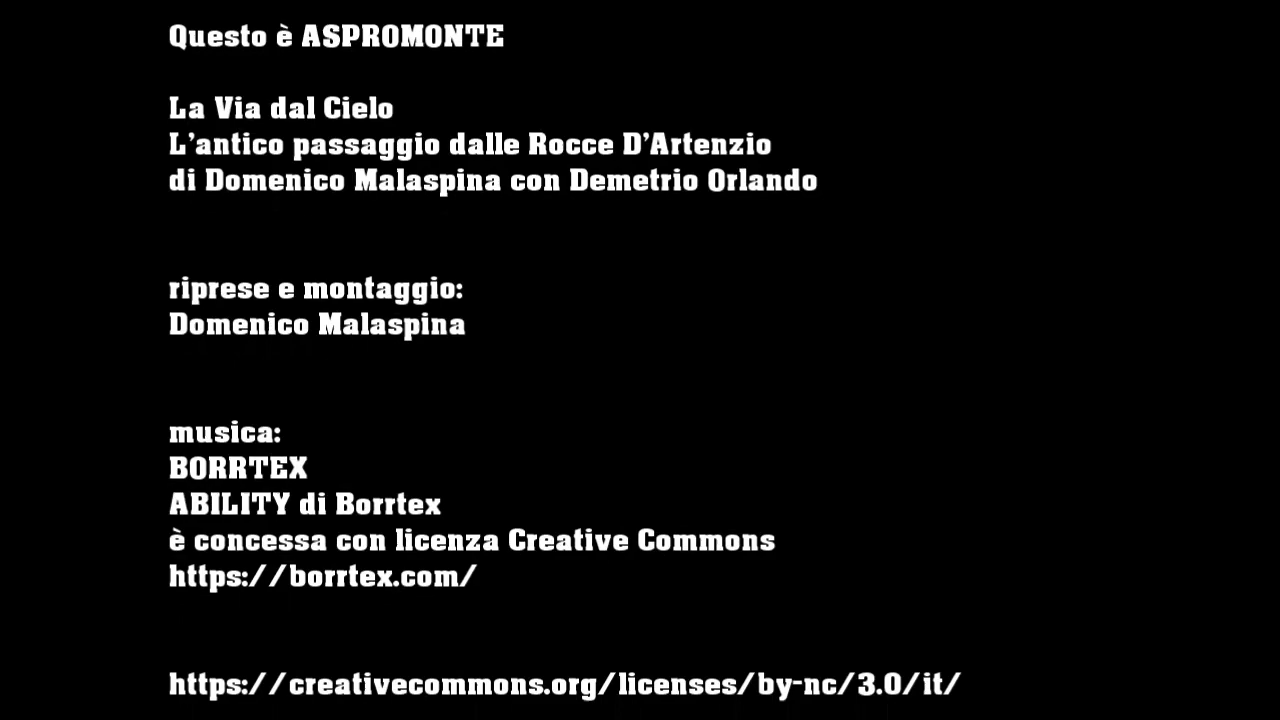 Questo è ASPROMONTE
La Via dal Cielo
L'antico passaggio dalle Rocce D'Artenzio
di Domenico Malaspina con Demetrio Orlando
riprese e montaggio:
Domenico Malaspina
musica:
BORRTEX
ABILITY di Borrtex
è concessa con licenza Creative Commons
https://borrtex.com/
https://creativecommons.org/licenses/by-nc/3.0/it/